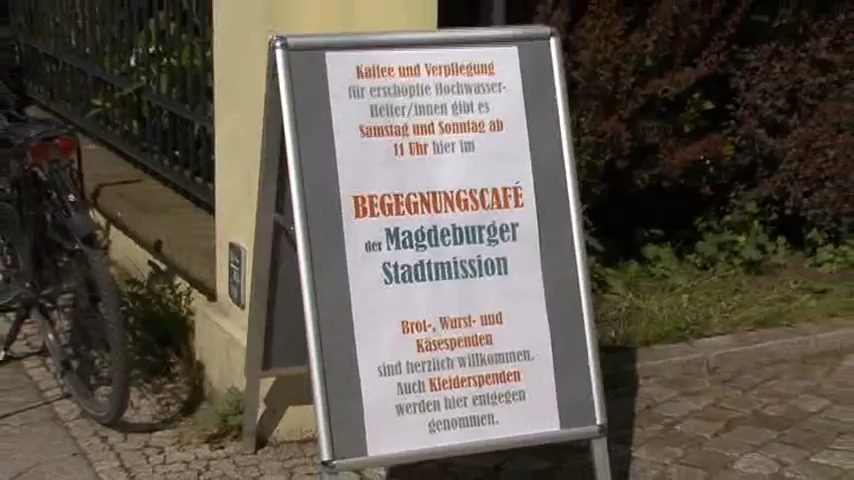 Kaffee und Verpflegung
für erschöpfte Hochwasser-
Helfer/innen gibt es
Samstag und Sonntag ab
11 Uhr hier im
BEGEGNUNGSCAFÉ
der Magdeburger
Stadtmission
Brot-, Wurst- und
Käsespenden
sind herzlich willkommen.
Auch Kleiderspenden
werden hier entgegen
genommen.